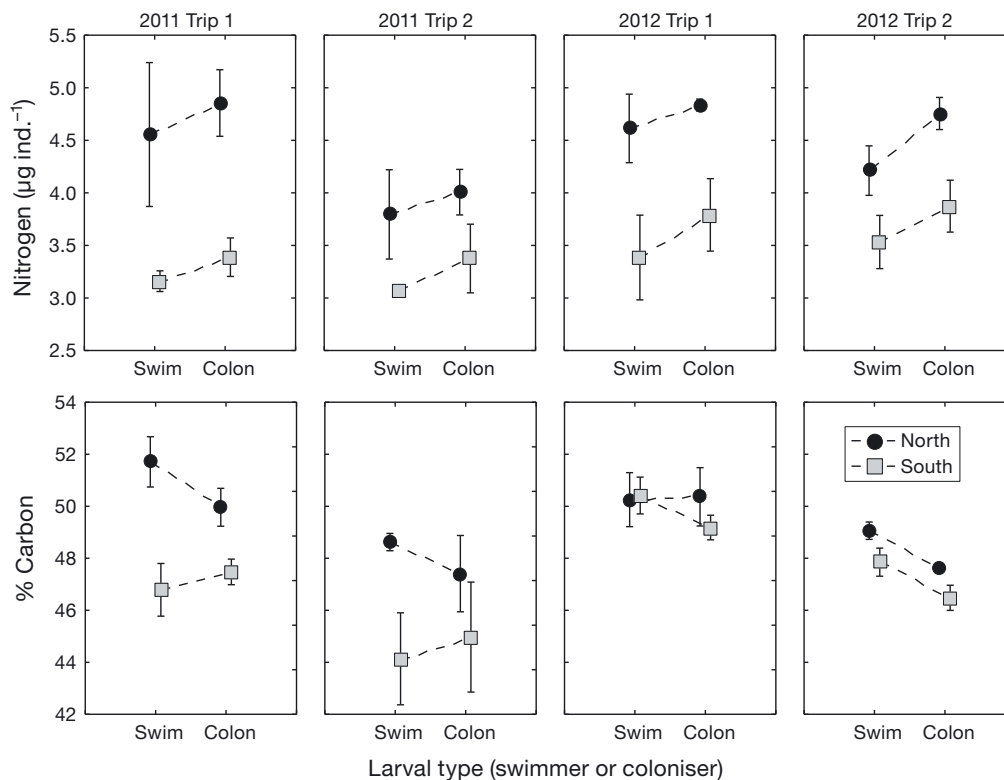 2011 Trip 1 2011 Trip 2 2012 Trip 1 2012 Trip 2
Nitrogen (µg ind.⁻¹)
5.5
5.0
4.5
4.0
3.5
3.0
2.5
Swim Colon Swim Colon Swim Colon Swim Colon
% Carbon
54
52
50
48
46
44
42
North
South
Swim Colon Swim Colon Swim Colon Swim Colon
Larval type (swimmer or coloniser)